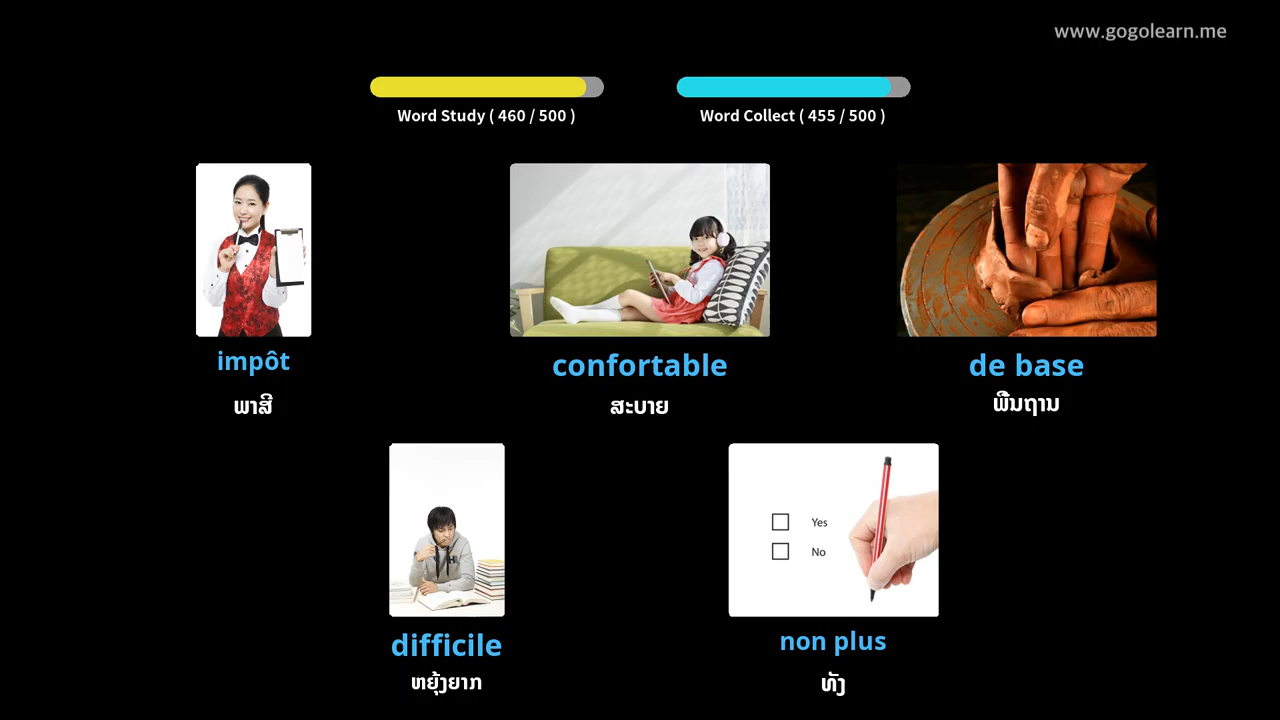 www.gogolearn.me
Word Study ( 460 / 500 )
Word Collect ( 455 / 500 )
impôt
confortable
de base
ພາສີ
ສະບາຍ
ພື້ນຖານ
Yes
No
difficile
non plus
ຫຍຸ້ງຍາກ
ທັງ